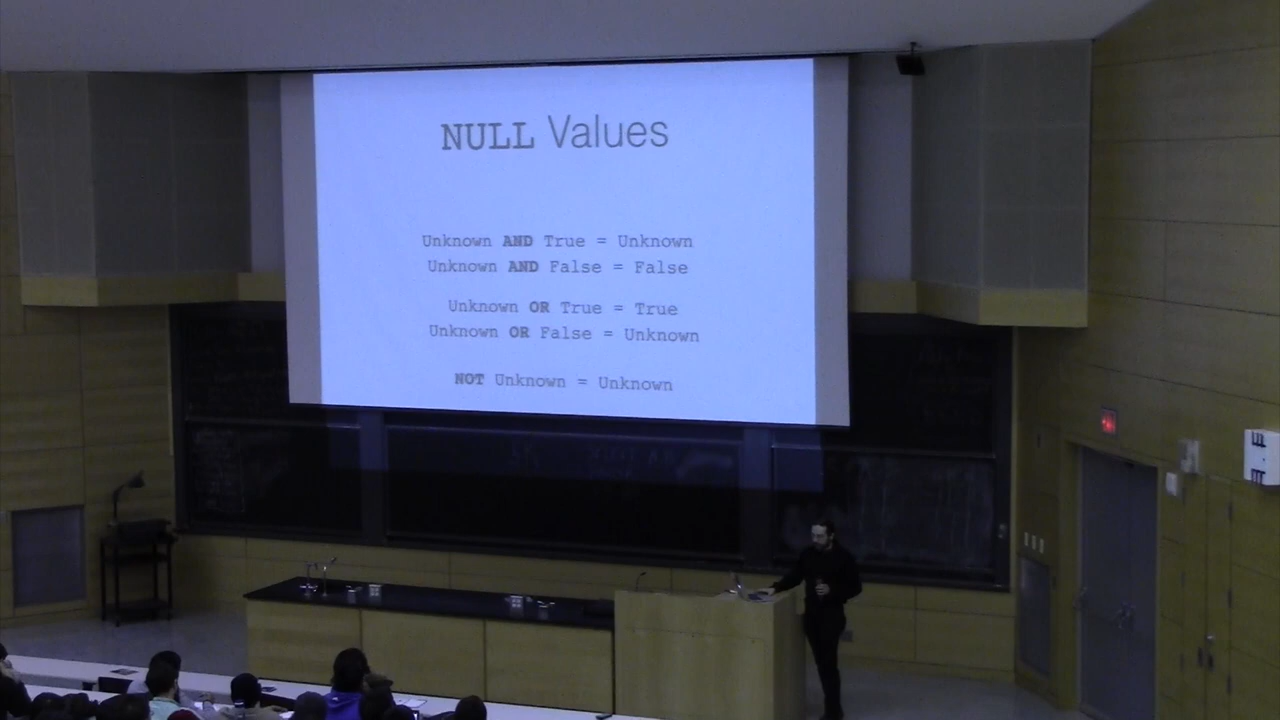 NULL Values
Unknown AND True = Unknown
Unknown AND False = False
Unknown OR True = True
Unknown OR False = Unknown
NOT Unknown = Unknown